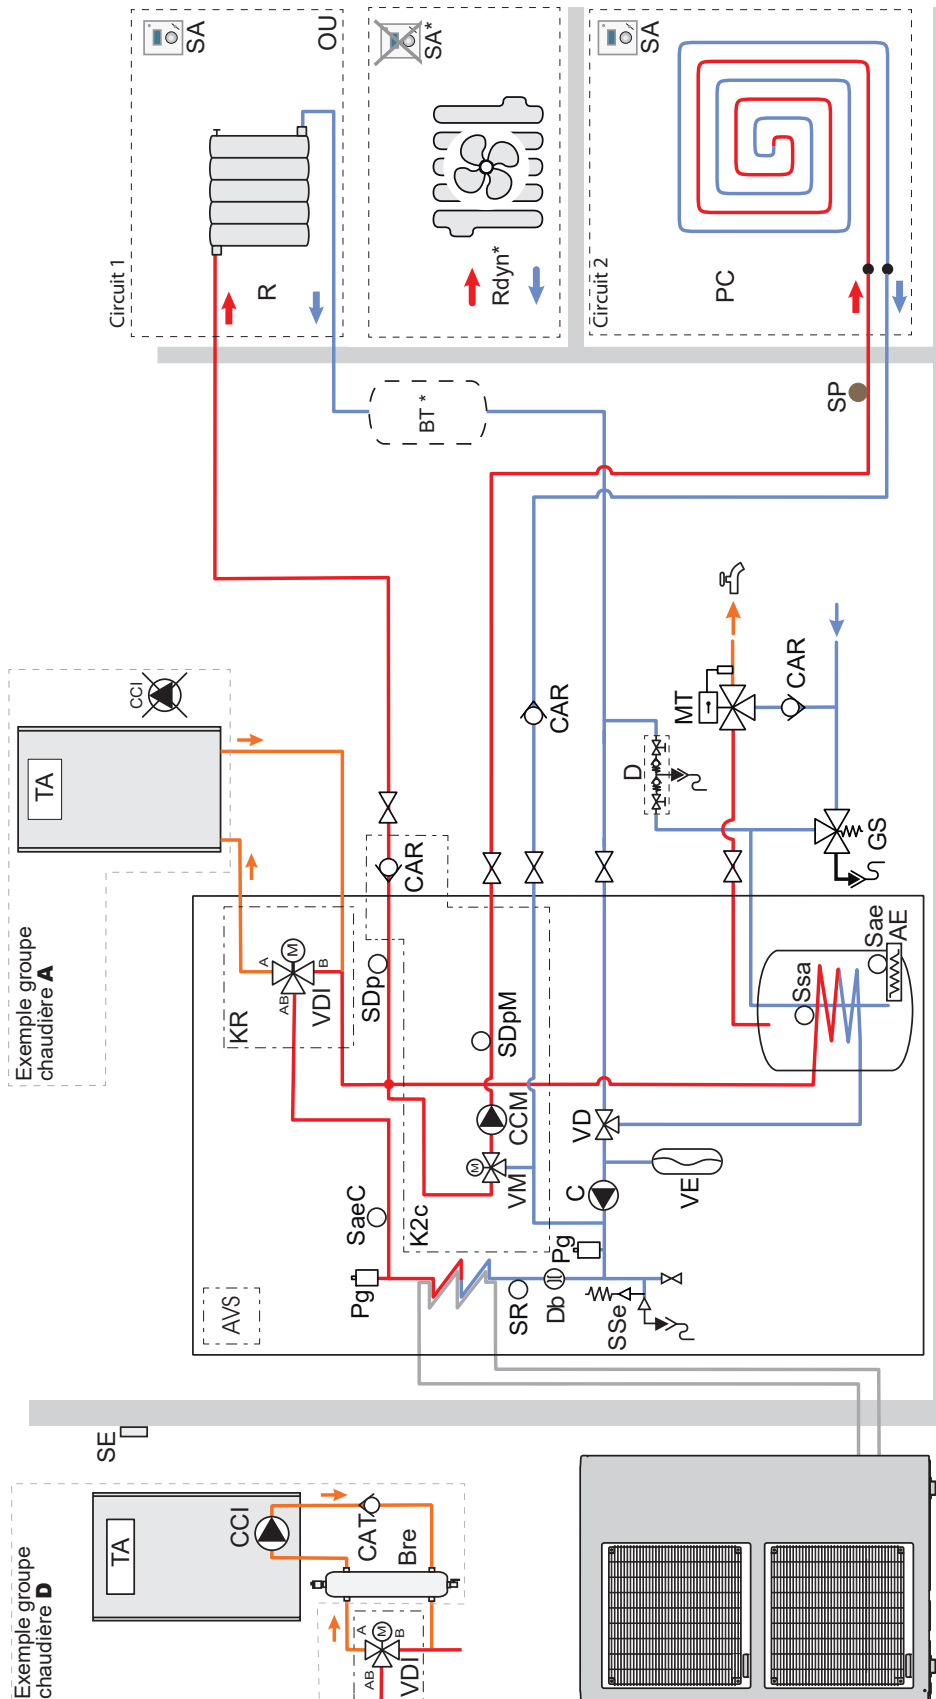 SA
OU
SA*
SA
Circuit 1
R
Rdyn*
Circuit 2
PC
BT *
SP
CCI
TA
Exemple groupe
chaudière A
CAR
CAR
D
MT
CAR
GS
KR
A
M
AB
B
VDI
SDp
SDpM
Sae
AE
Ssa
CCM
VD
M
VM
SaeC
K2c
C
VE
Pg
Pg
AVS
SR
Db
SSe
SE
TA
CCI
CAT
Bre
Exemple groupe
chaudière D
A
M
B
AB
VDI